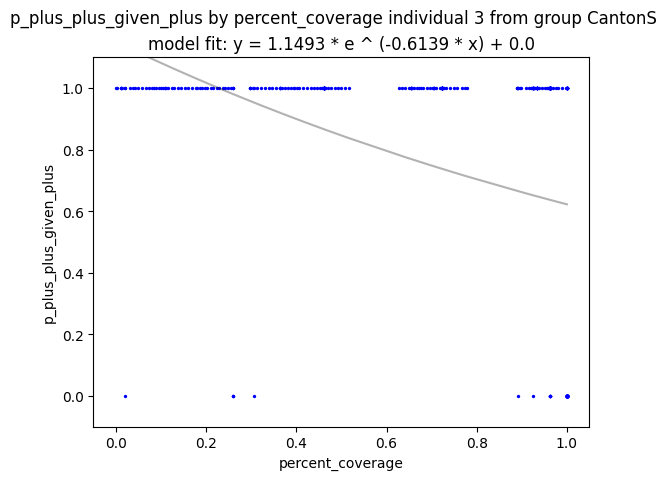 p_plus_plus_given_plus by percent_coverage individual 3 from group CantonS
model fit: y = 1.1493 * e ^ (-0.6139 * x) + 0.0
p_plus_plus_given_plus
1.0
0.8
0.6
0.4
0.2
0.0
0.0 0.2 0.4 0.6 0.8 1.0
percent_coverage